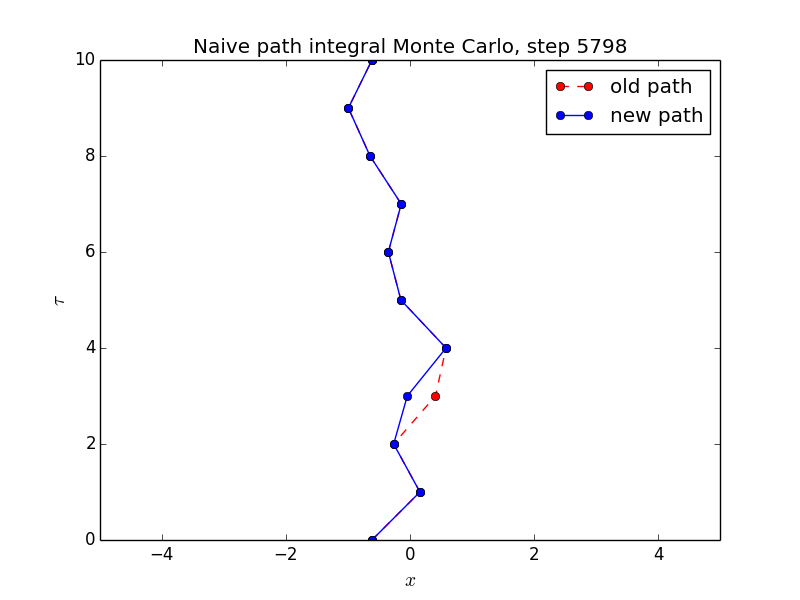 Naive path integral Monte Carlo, step 5798
10
old path
new path
8
6
τ
4
2
0
−4 −2 0 2 4
x